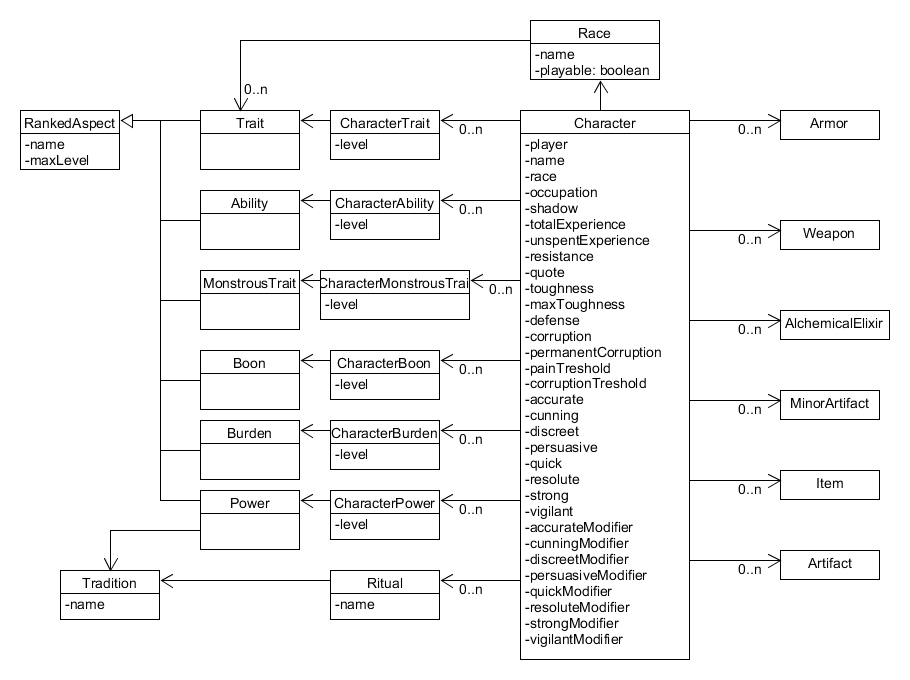 Race
-name
-playable: boolean
0..n
RankedAspect
-name
-maxLevel
Trait
CharacterTrait
-level
0..n
Ability
CharacterAbility
-level
0..n
MonstrousTrait
CharacterMonstrousTrai
-level
0..n
Boon
CharacterBoon
-level
0..n
Burden
CharacterBurden
-level
0..n
Power
CharacterPower
-level
0..n
Tradition
-name
Ritual
-name
0..n
Character
-player
-name
-race
-occupation
-shadow
-totalExperience
-unspentExperience
-resistance
-quote
-toughness
-maxToughness
-defense
-corruption
-permanentCorruption
-painTreshold
-corruptionTreshold
-accurate
-cunning
-discreet
-persuasive
-quick
-resolute
-strong
-vigilant
-accurateModifier
-cunningModifier
-discreetModifier
-persuasiveModifier
-quickModifier
-resoluteModifier
-strongModifier
-vigilantModifier
0..n
Armor
0..n
Weapon
0..n
AlchemicalElixir
0..n
MinorArtifact
0..n
Item
0..n
Artifact